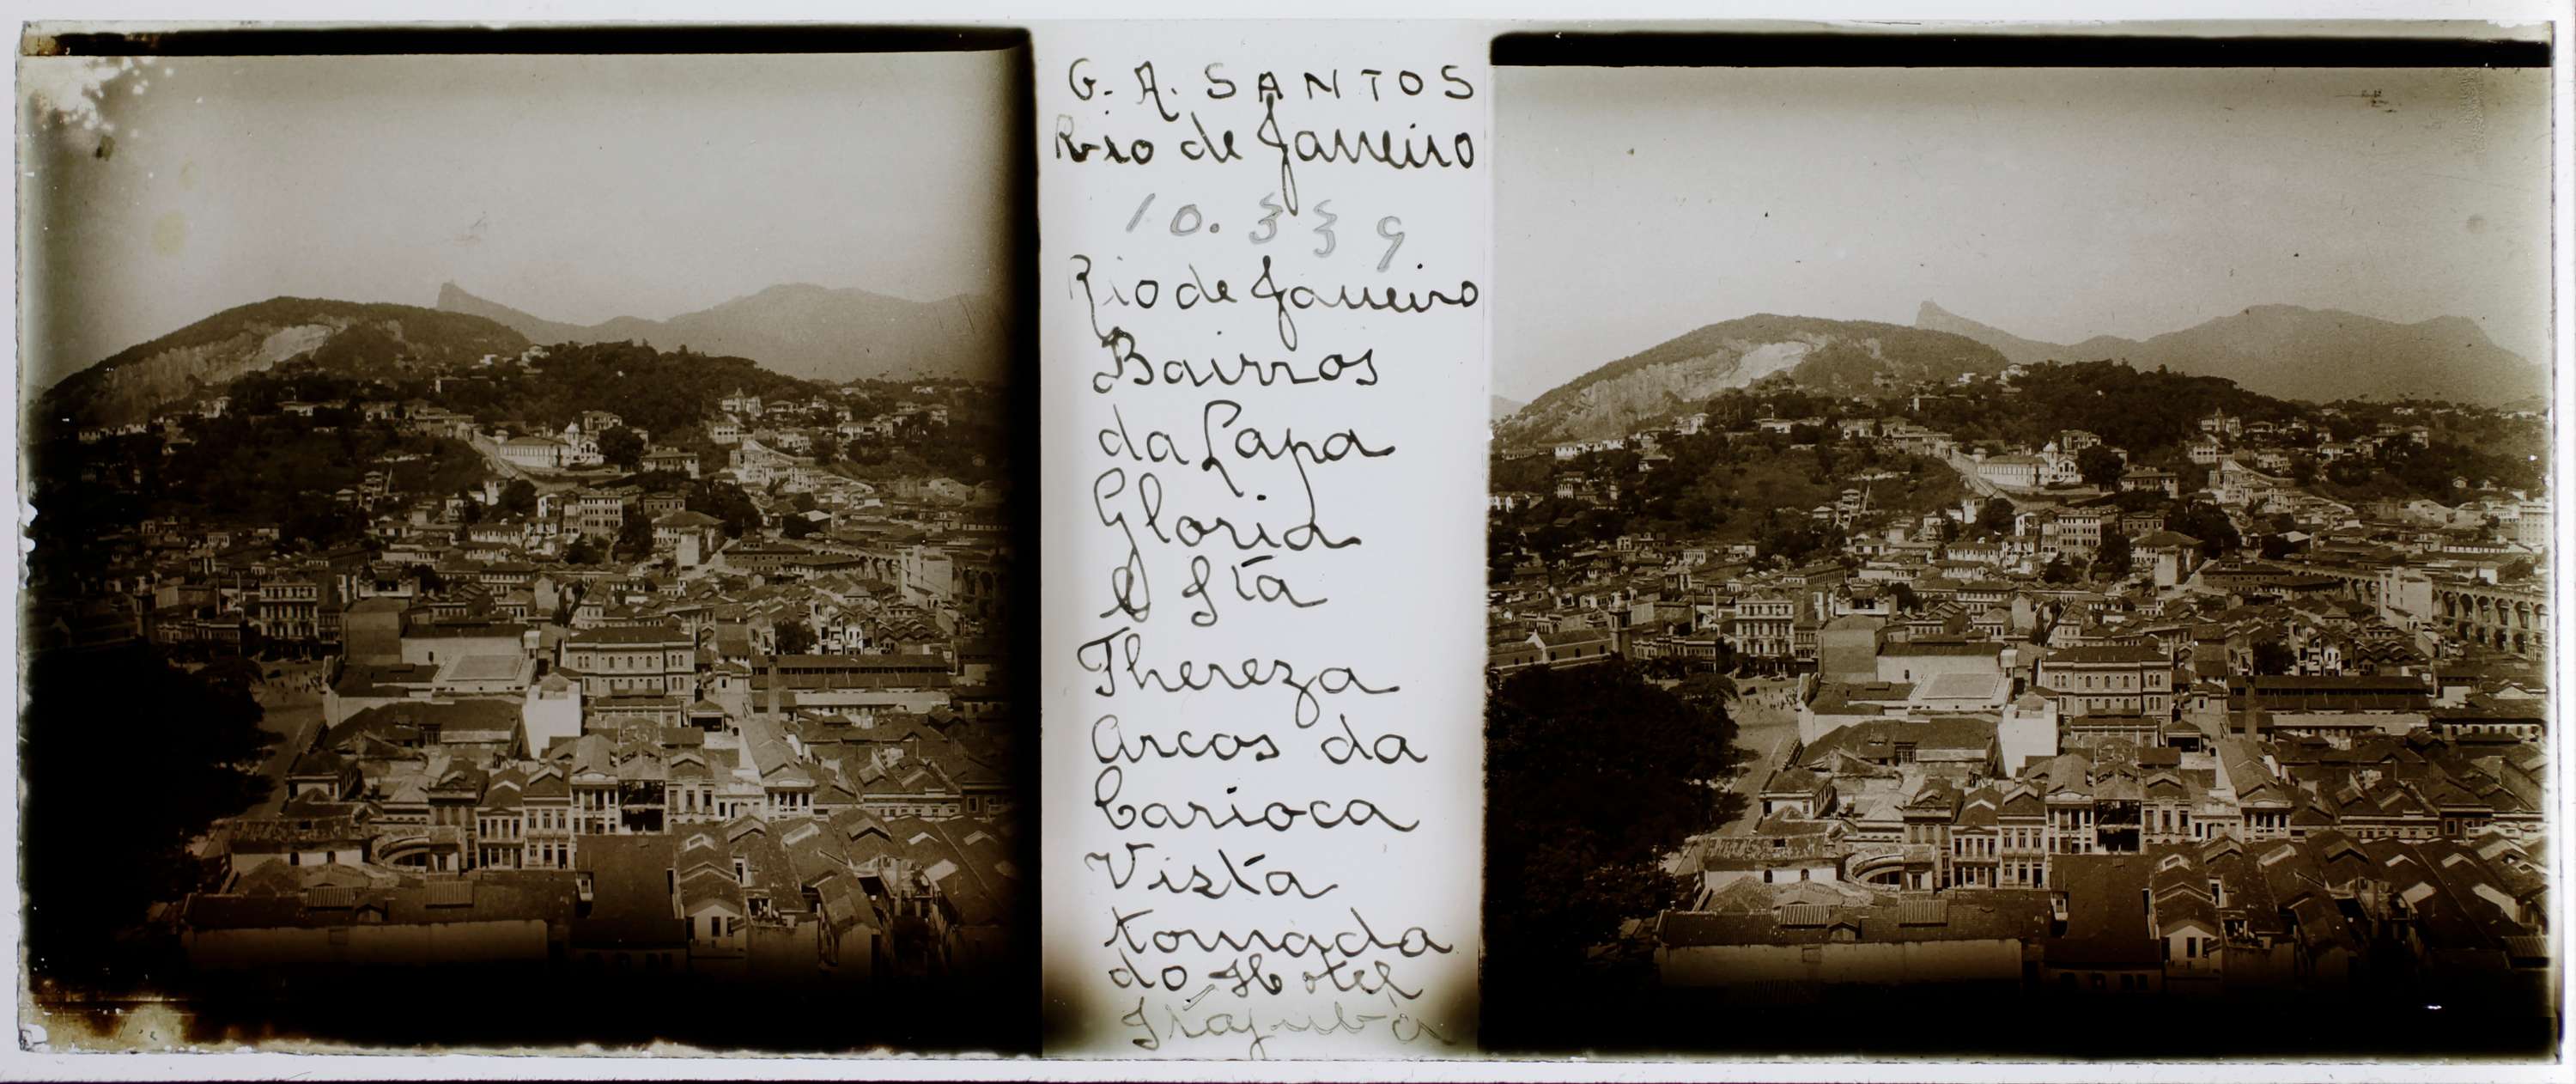 G. A. SANTOS
Rio de Janeiro
10.339
Rio de Janeiro
Bairros
da Lapa
Gloria
e Sta
Thereza
Arcos da
Carioca
Vista
tomada
do Hotel
Itajubá